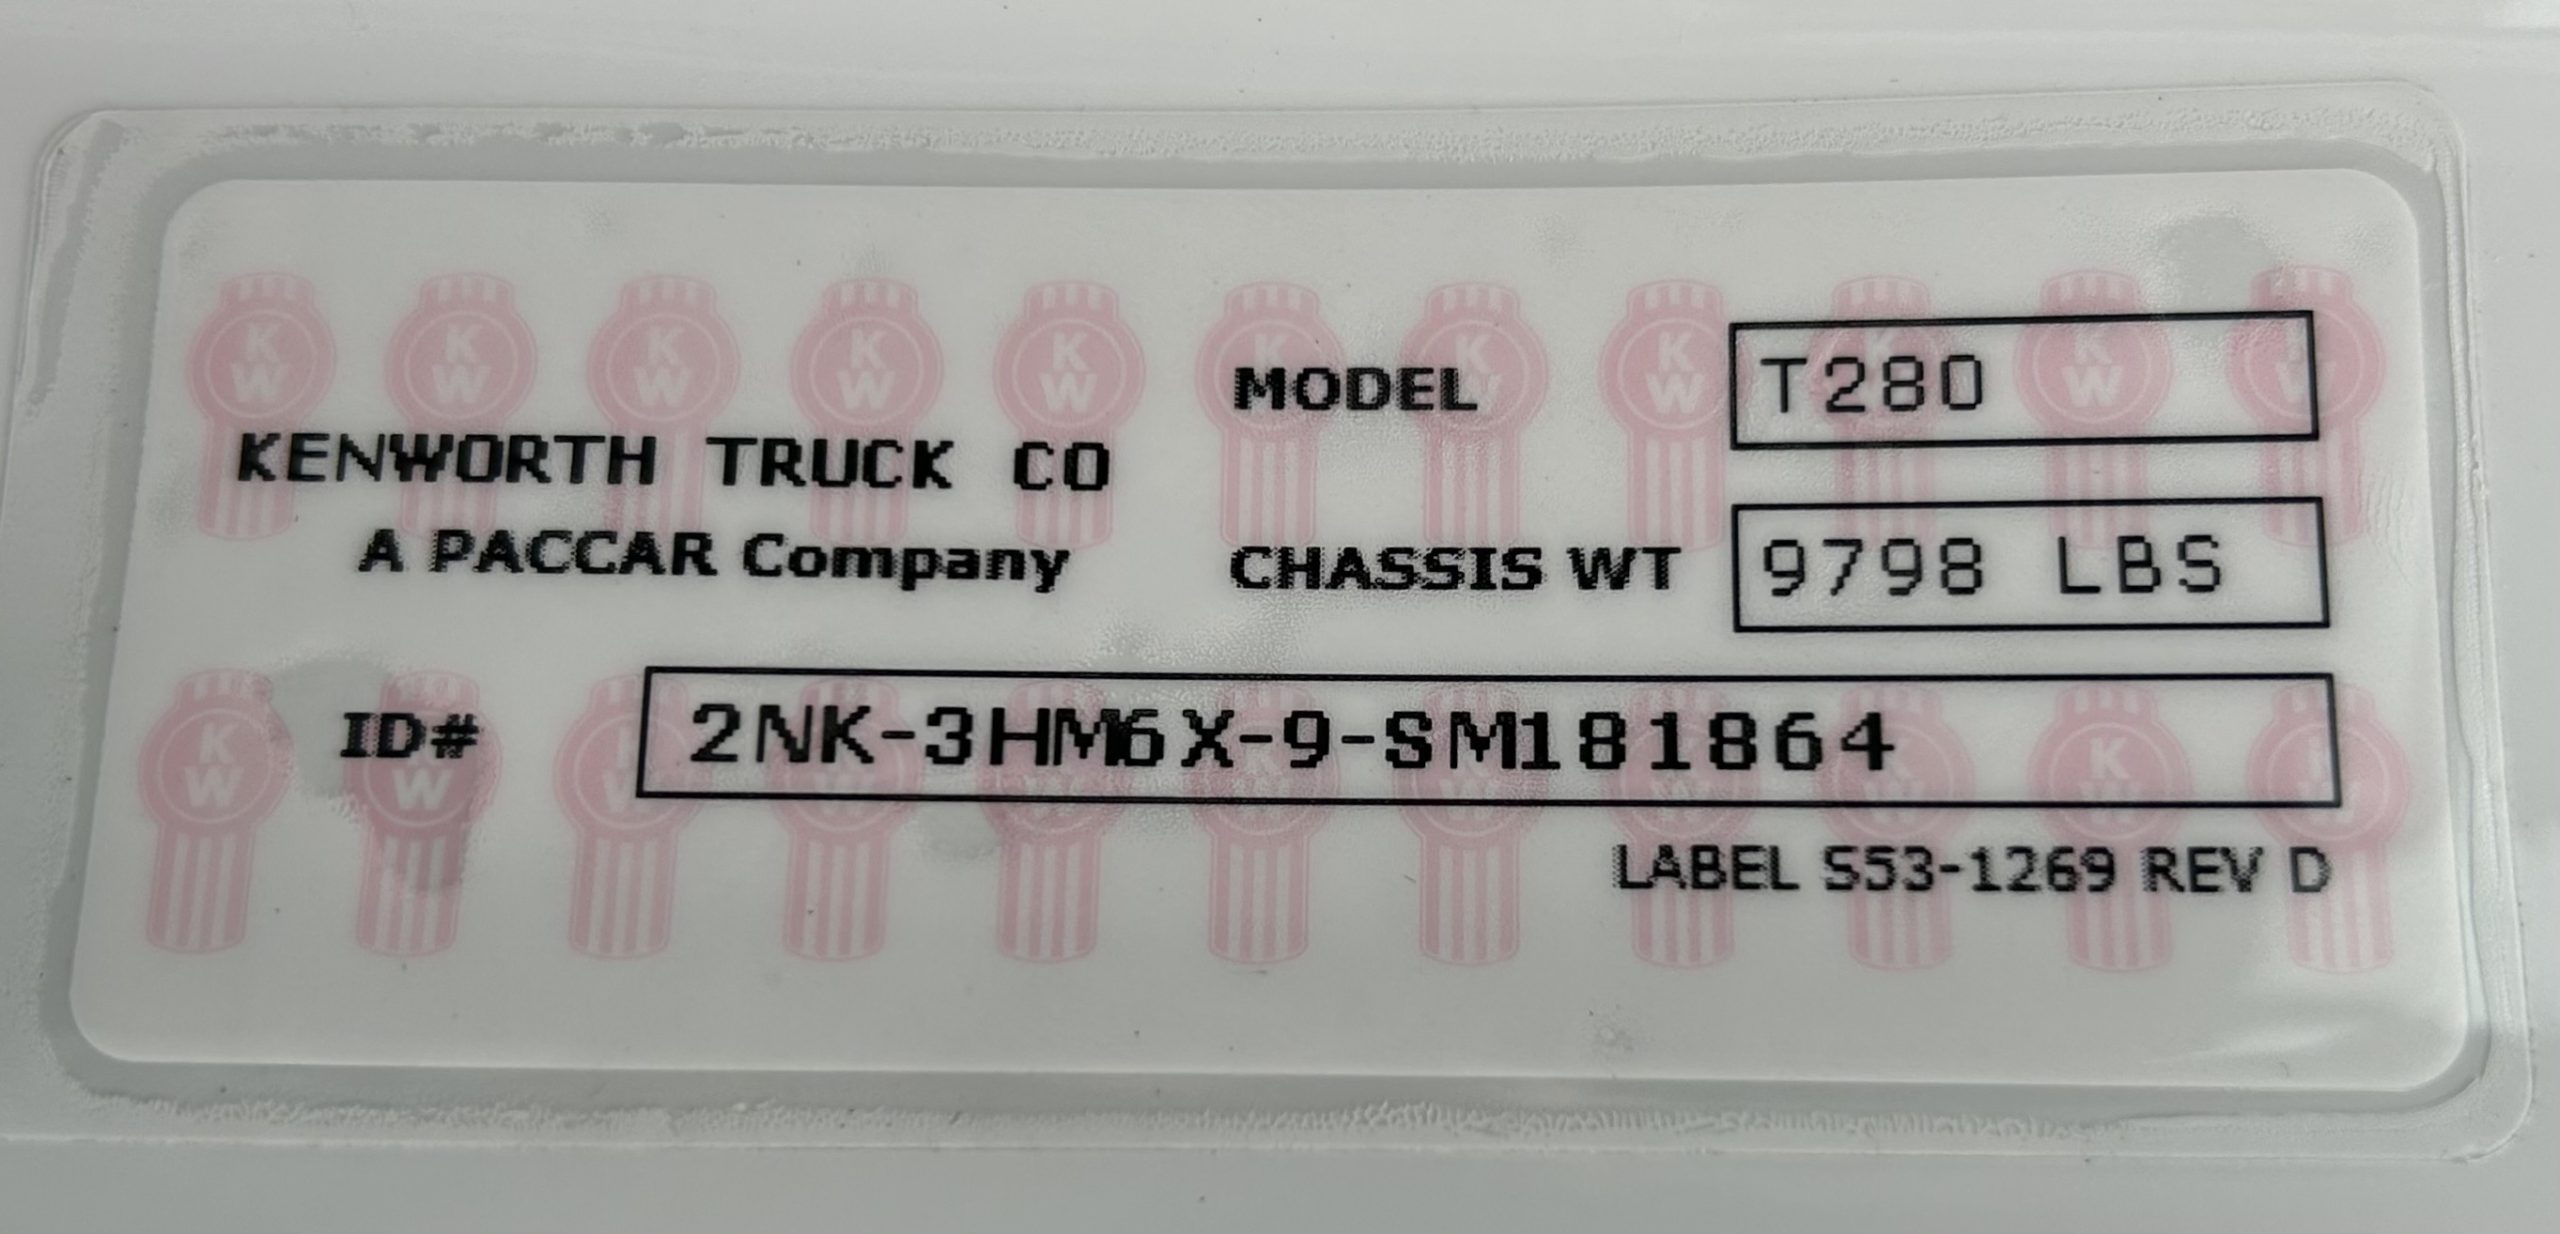 KENWORTH TRUCK CO
A PACCAR Company
MODEL T280
CHASSIS WT 9798 LBS
ID# 2NK-3HM6X-9-SM181864
LABEL S53-1269 REV D